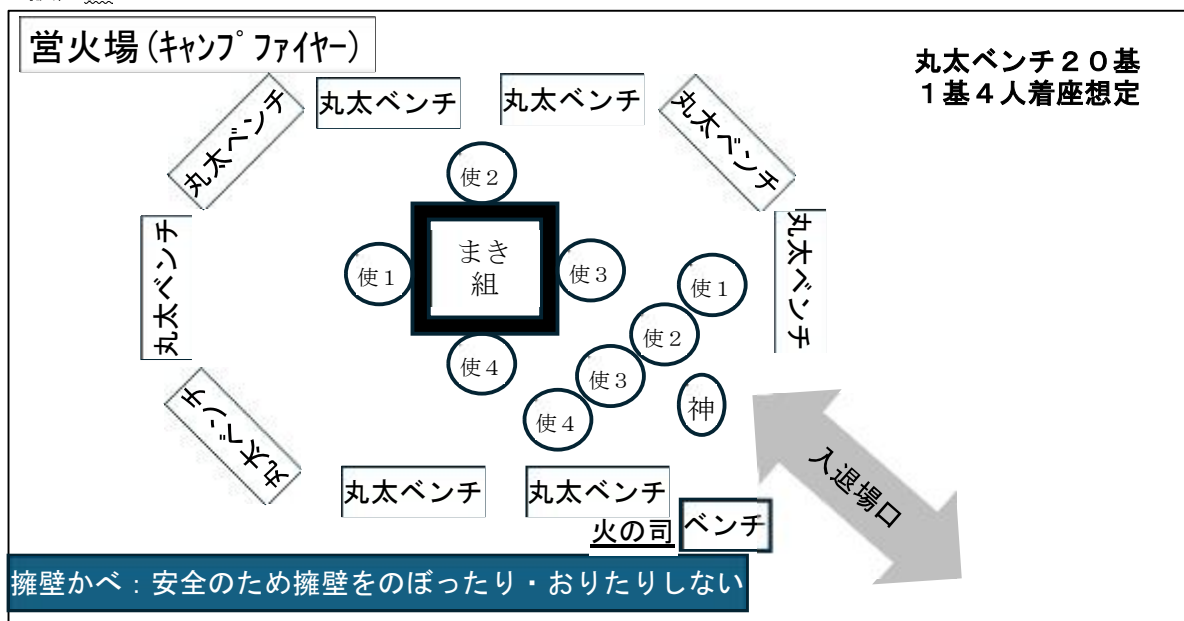 営火場(キャンプファイヤー)
丸太ベンチ２０基
１基４人着座想定
丸太ベンチ
丸太ベンチ
丸太ベンチ
丸太ベンチ
丸太ベンチ
丸太ベンチ
使２
使１
まき
組
使３
使４
使１
使２
使３
使４
神
丸太ベンチ
丸太ベンチ
丸太ベンチ
入退場口
火の司
ベンチ
擁壁かべ：安全のため擁壁をのぼったり・おりたりしない